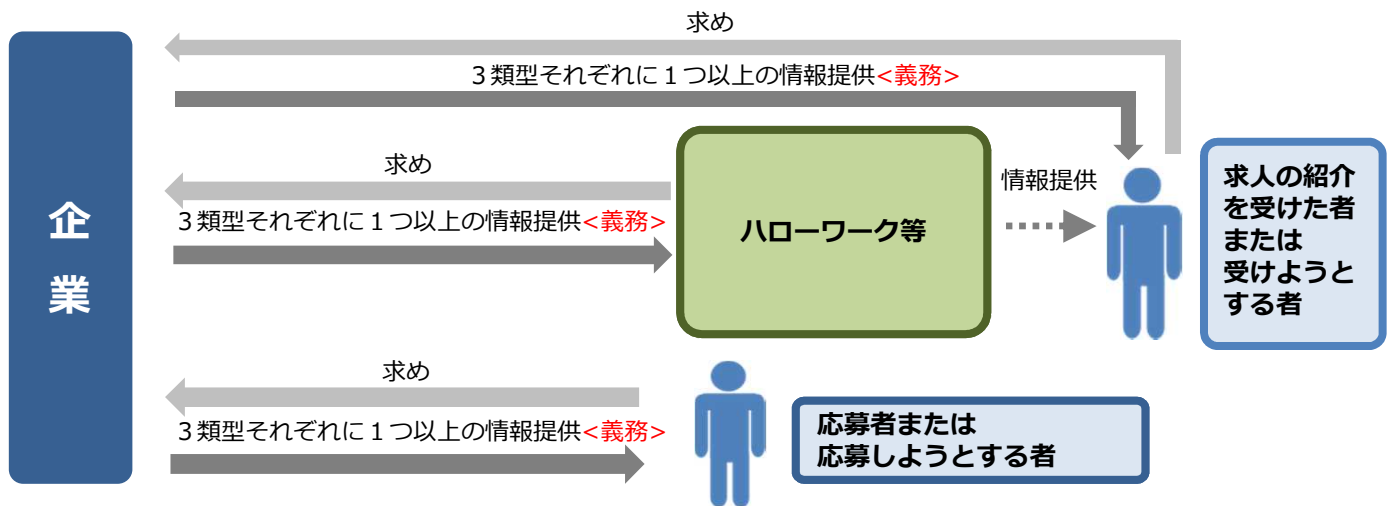 求め
３類型それぞれに１つ以上の情報提供<義務>
求め
３類型それぞれに１つ以上の情報提供<義務>
企
業
ハローワーク等
情報提供
求人の紹介
を受けた者
または
受けようと
する者
求め
３類型それぞれに１つ以上の情報提供<義務>
応募者または
応募しようとする者